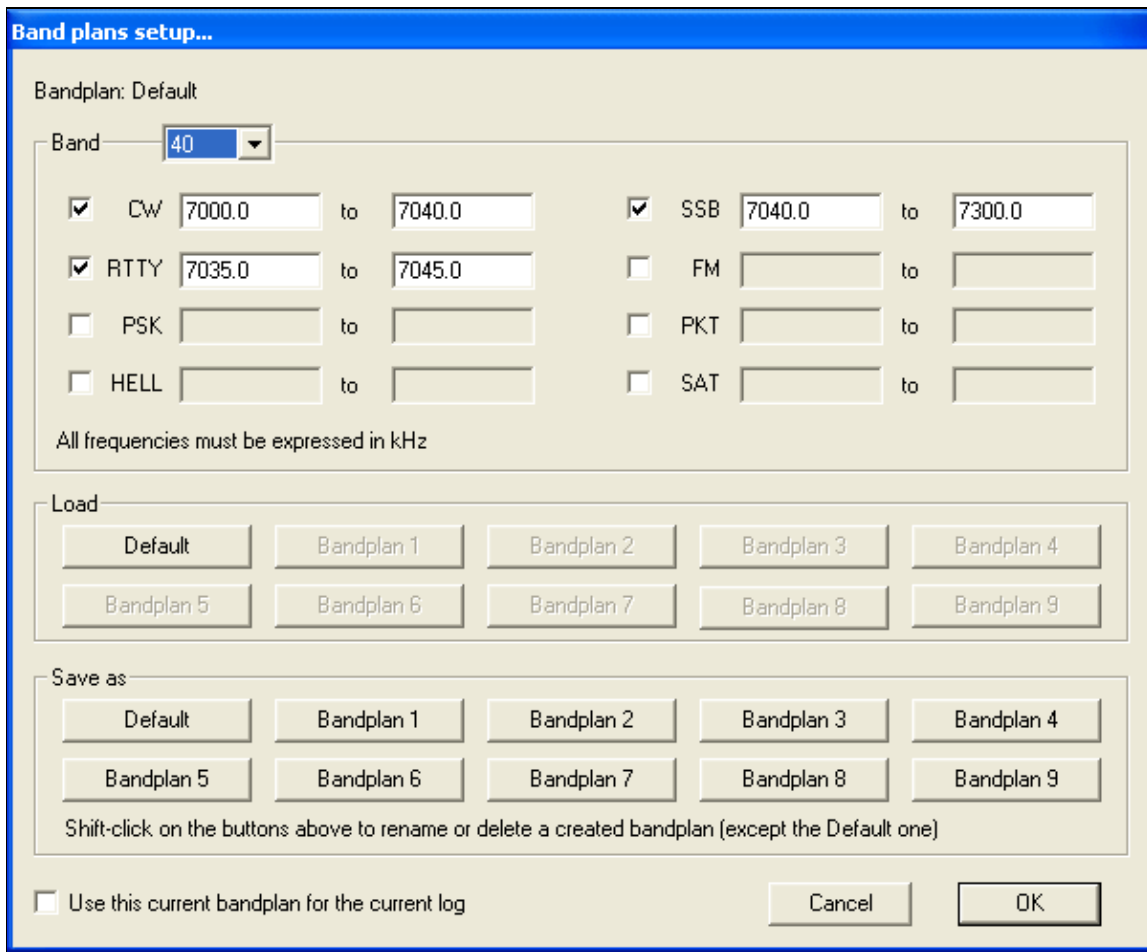 Band plans setup...
Bandplan: Default
Band 40
CW 7000.0 to 7040.0 SSB 7040.0 to 7300.0
RTTY 7035.0 to 7045.0 FM to
PSK to PKT to
HELL to SAT to
All frequencies must be expressed in kHz
Load
Default Bandplan 1 Bandplan 2 Bandplan 3 Bandplan 4
Bandplan 5 Bandplan 6 Bandplan 7 Bandplan 8 Bandplan 9
Save as
Default Bandplan 1 Bandplan 2 Bandplan 3 Bandplan 4
Bandplan 5 Bandplan 6 Bandplan 7 Bandplan 8 Bandplan 9
Shift-click on the buttons above to rename or delete a created bandplan (except the Default one)
Use this current bandplan for the current log Cancel OK